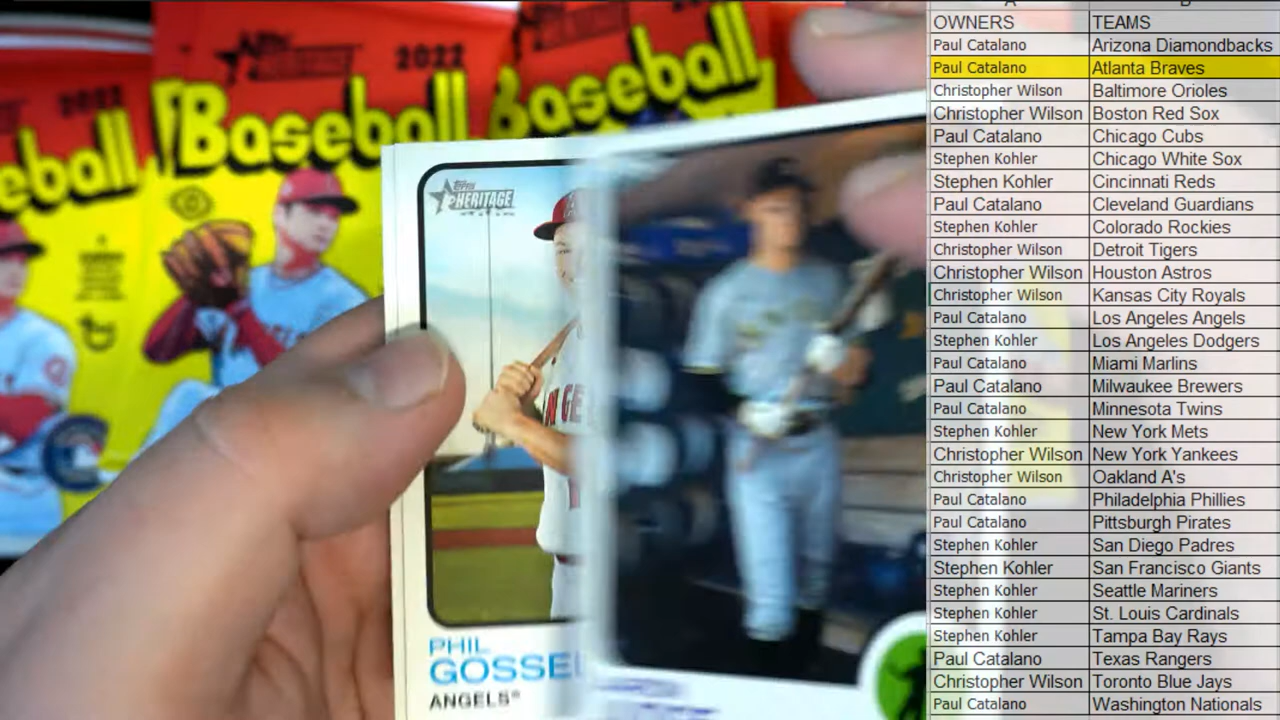 2022
Baseball
2022
Baseball
eball
TOPPS
HERITAGE
PHIL
GOSSEL
ANGELS
OWNERS TEAMS
Paul Catalano Arizona Diamondbacks
Paul Catalano Atlanta Braves
Christopher Wilson Baltimore Orioles
Christopher Wilson Boston Red Sox
Paul Catalano Chicago Cubs
Stephen Kohler Chicago White Sox
Stephen Kohler Cincinnati Reds
Paul Catalano Cleveland Guardians
Stephen Kohler Colorado Rockies
Christopher Wilson Detroit Tigers
Christopher Wilson Houston Astros
Christopher Wilson Kansas City Royals
Paul Catalano Los Angeles Angels
Stephen Kohler Los Angeles Dodgers
Paul Catalano Miami Marlins
Paul Catalano Milwaukee Brewers
Paul Catalano Minnesota Twins
Stephen Kohler New York Mets
Christopher Wilson New York Yankees
Christopher Wilson Oakland A's
Paul Catalano Philadelphia Phillies
Paul Catalano Pittsburgh Pirates
Stephen Kohler San Diego Padres
Stephen Kohler San Francisco Giants
Stephen Kohler Seattle Mariners
Stephen Kohler St. Louis Cardinals
Stephen Kohler Tampa Bay Rays
Paul Catalano Texas Rangers
Christopher Wilson Toronto Blue Jays
Paul Catalano Washington Nationals